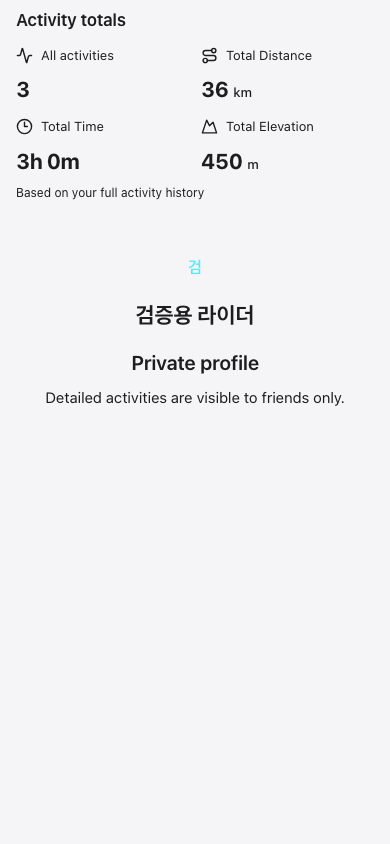 Activity totals
All activities
Total Distance
3
36 km
Total Time
Total Elevation
3h 0m
450 m
Based on your full activity history
검
검증용 라이더
Private profile
Detailed activities are visible to friends only.